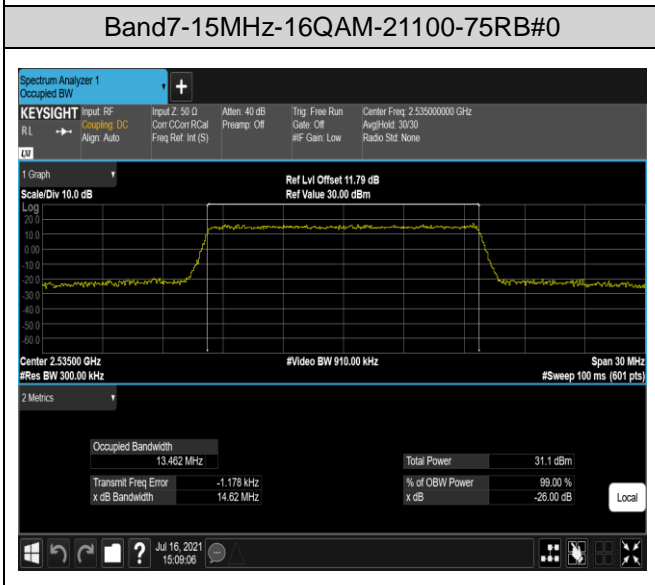 Band7-15MHz-16QAM-21100-75RB#0
Spectrum Analyzer 1
Occupied BW
+
KEYSIGHT
Input: RF
Input Z: 50 Ω
Atten: 40 dB
Trig: Free Run
Center Freq: 2.535000000 GHz
RL
Coupling: DC
Corr CCorr RCal
Preamp: Off
Gate: Off
Avg|Hold: 30/30
Align: Auto
Freq Ref: Int (S)
#IF Gain: Low
Radio Std: None
LXI
1 Graph
Ref Lvl Offset 11.79 dB
Scale/Div 10.0 dB
Ref Value 30.00 dBm
Log
20.0
10.0
0.00
-10.0
-20.0
-30.0
-40.0
-50.0
-60.0
Center 2.53500 GHz
#Video BW 910.00 kHz
Span 30 MHz
#Res BW 300.00 kHz
#Sweep 100 ms (601 pts)
2 Metrics
Occupied Bandwidth
13.462 MHz
Total Power 31.1 dBm
Transmit Freq Error -1.178 kHz
% of OBW Power 99.00 %
x dB Bandwidth 14.62 MHz
x dB -26.00 dB
Local
?
Jul 16, 2021
15:09:06